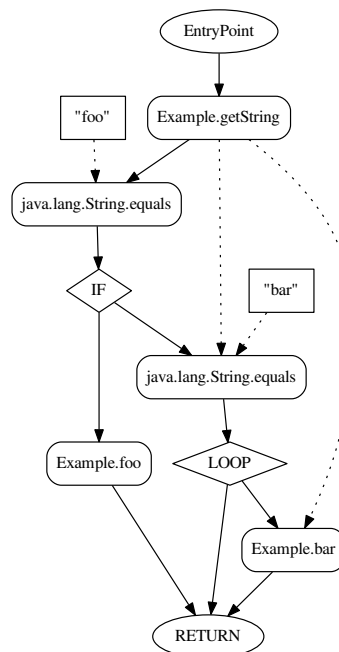 EntryPoint
Example.getString
"foo"
java.lang.String.equals
IF
"bar"
java.lang.String.equals
Example.foo
LOOP
Example.bar
RETURN